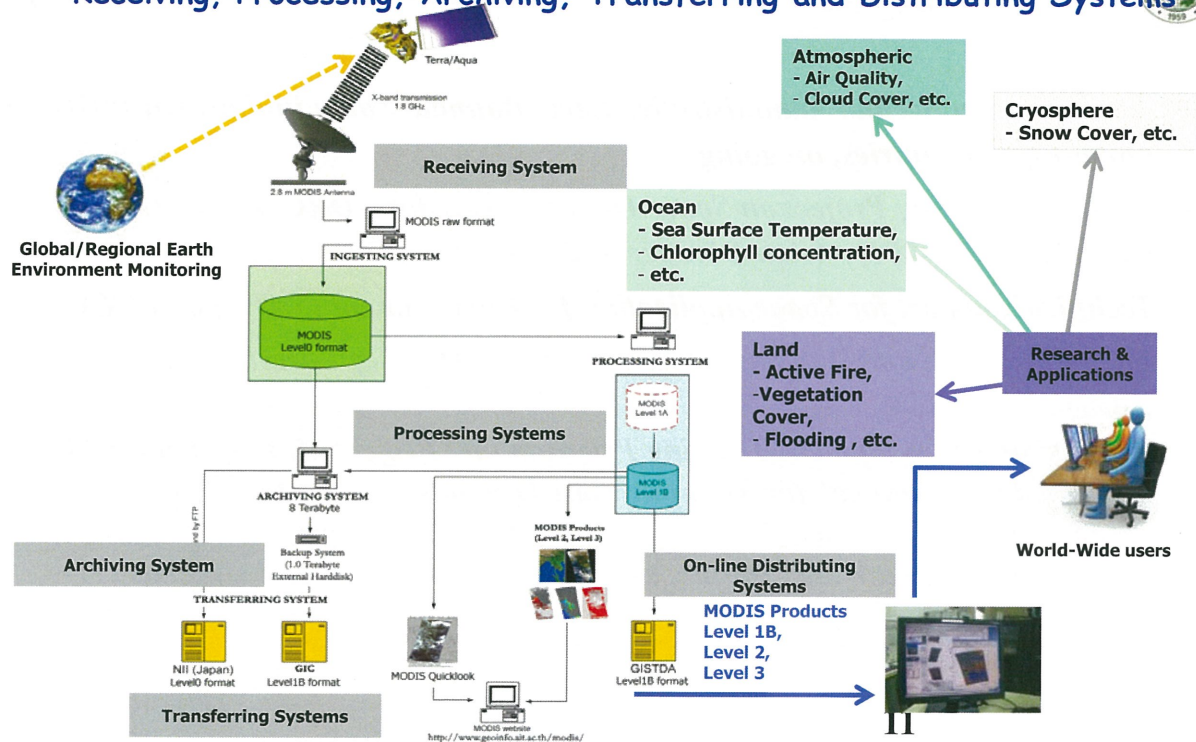 Receiving, Processing, Archiving, Transferring and Distributing Systems
1959
Terra/Aqua
X-band transmission
1.8 GHz
2.8 m MODIS Antenna
Receiving System
Atmospheric
- Air Quality,
- Cloud Cover, etc.
Cryosphere
- Snow Cover, etc.
Global/Regional Earth
Environment Monitoring
MODIS raw format
INGESTING SYSTEM
Ocean
- Sea Surface Temperature,
- Chlorophyll concentration,
- etc.
MODIS
Level0 format
PROCESSING SYSTEM
Land
- Active Fire,
-Vegetation
Cover,
- Flooding , etc.
Research &
Applications
MODIS
Level 1A
Processing Systems
MODIS
Level 1B
ARCHIVING SYSTEM
8 Terabyte
by FTP
Backup System
(1.0 Terabyte
External Harddisk)
Archiving System
TRANSFERRING SYSTEM
MODIS Products
(Level 2, Level 3)
World-Wide users
On-line Distributing
Systems
MODIS Products
Level 1B,
Level 2,
Level 3
NII (Japan)
Level0 format
GIC
Level1B format
MODIS Quicklook
GISTDA
Level1B format
Transferring Systems
MODIS website
http://www.geoinfo.ait.ac.th/modis/
11